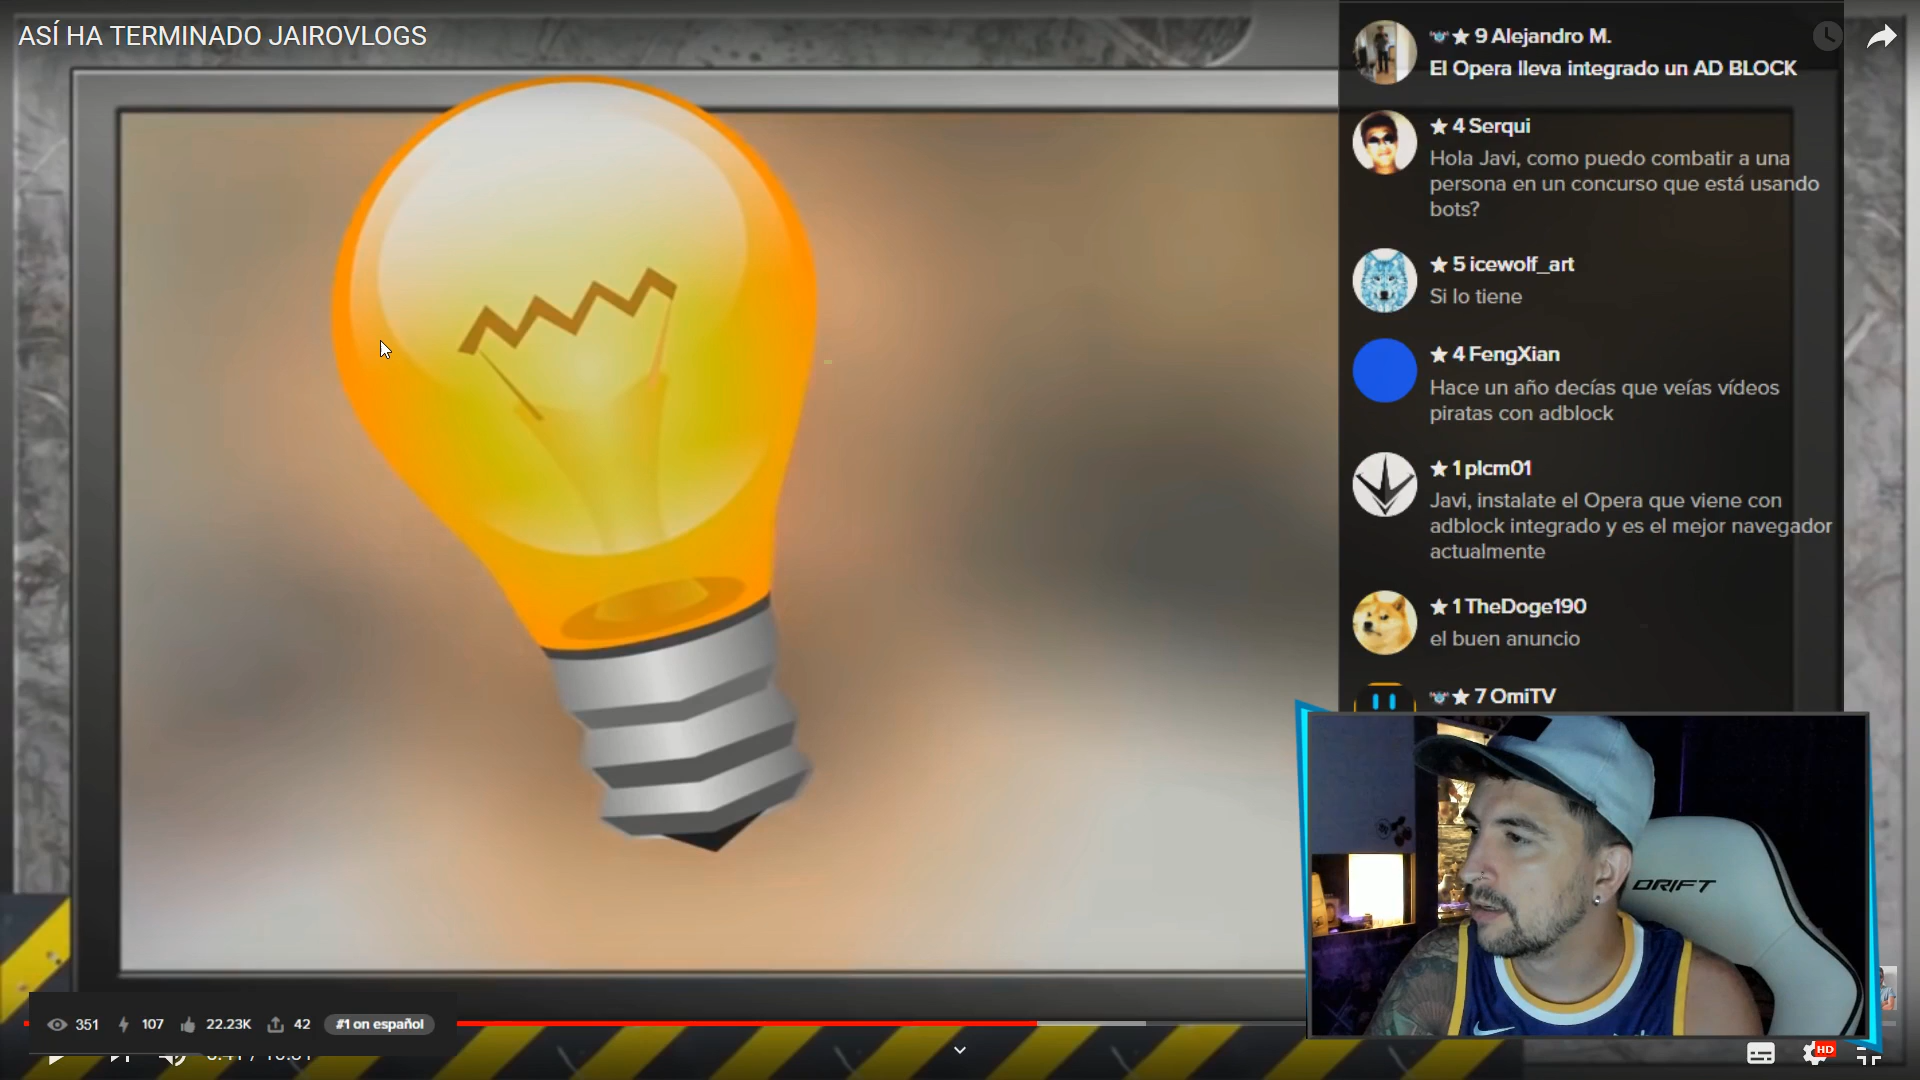 ASÍ HA TERMINADO JAIROVLOGS
9 Alejandro M.
El Opera lleva integrado un AD BLOCK
4 Serqui
Hola Javi, como puedo combatir a una
persona en un concurso que está usando
bots?
5 icewolf_art
Si lo tiene
4 FengXian
Hace un año decías que veías vídeos
piratas con adblock
1 plcm01
Javi, instalate el Opera que viene con
adblock integrado y es el mejor navegador
actualmente
1 TheDoge190
el buen anuncio
7 OmiTV
DRIFT
351 107 22.23K 42 #1 on español
HD